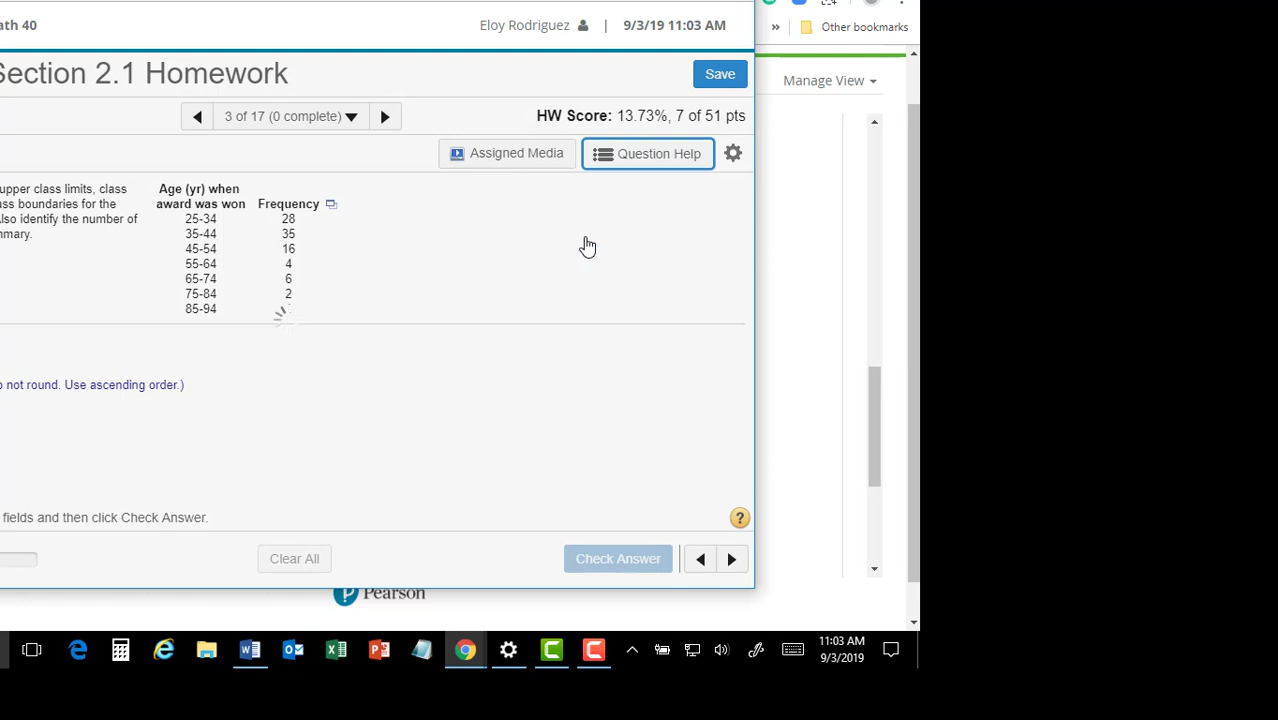 ath 40
Eloy Rodriguez | 9/3/19 11:03 AM
Other bookmarks
Section 2.1 Homework
Save
Manage View
3 of 17 (0 complete)
HW Score: 13.73%, 7 of 51 pts
Assigned Media
Question Help
upper class limits, class
ass boundaries for the
Also identify the number of
mmary.
Age (yr) when
award was won Frequency
25-34 28
35-44 35
45-54 16
55-64 4
65-74 6
75-84 2
85-94
o not round. Use ascending order.)
fields and then click Check Answer.
?
Clear All
Check Answer
Pearson
11:03 AM
9/3/2019